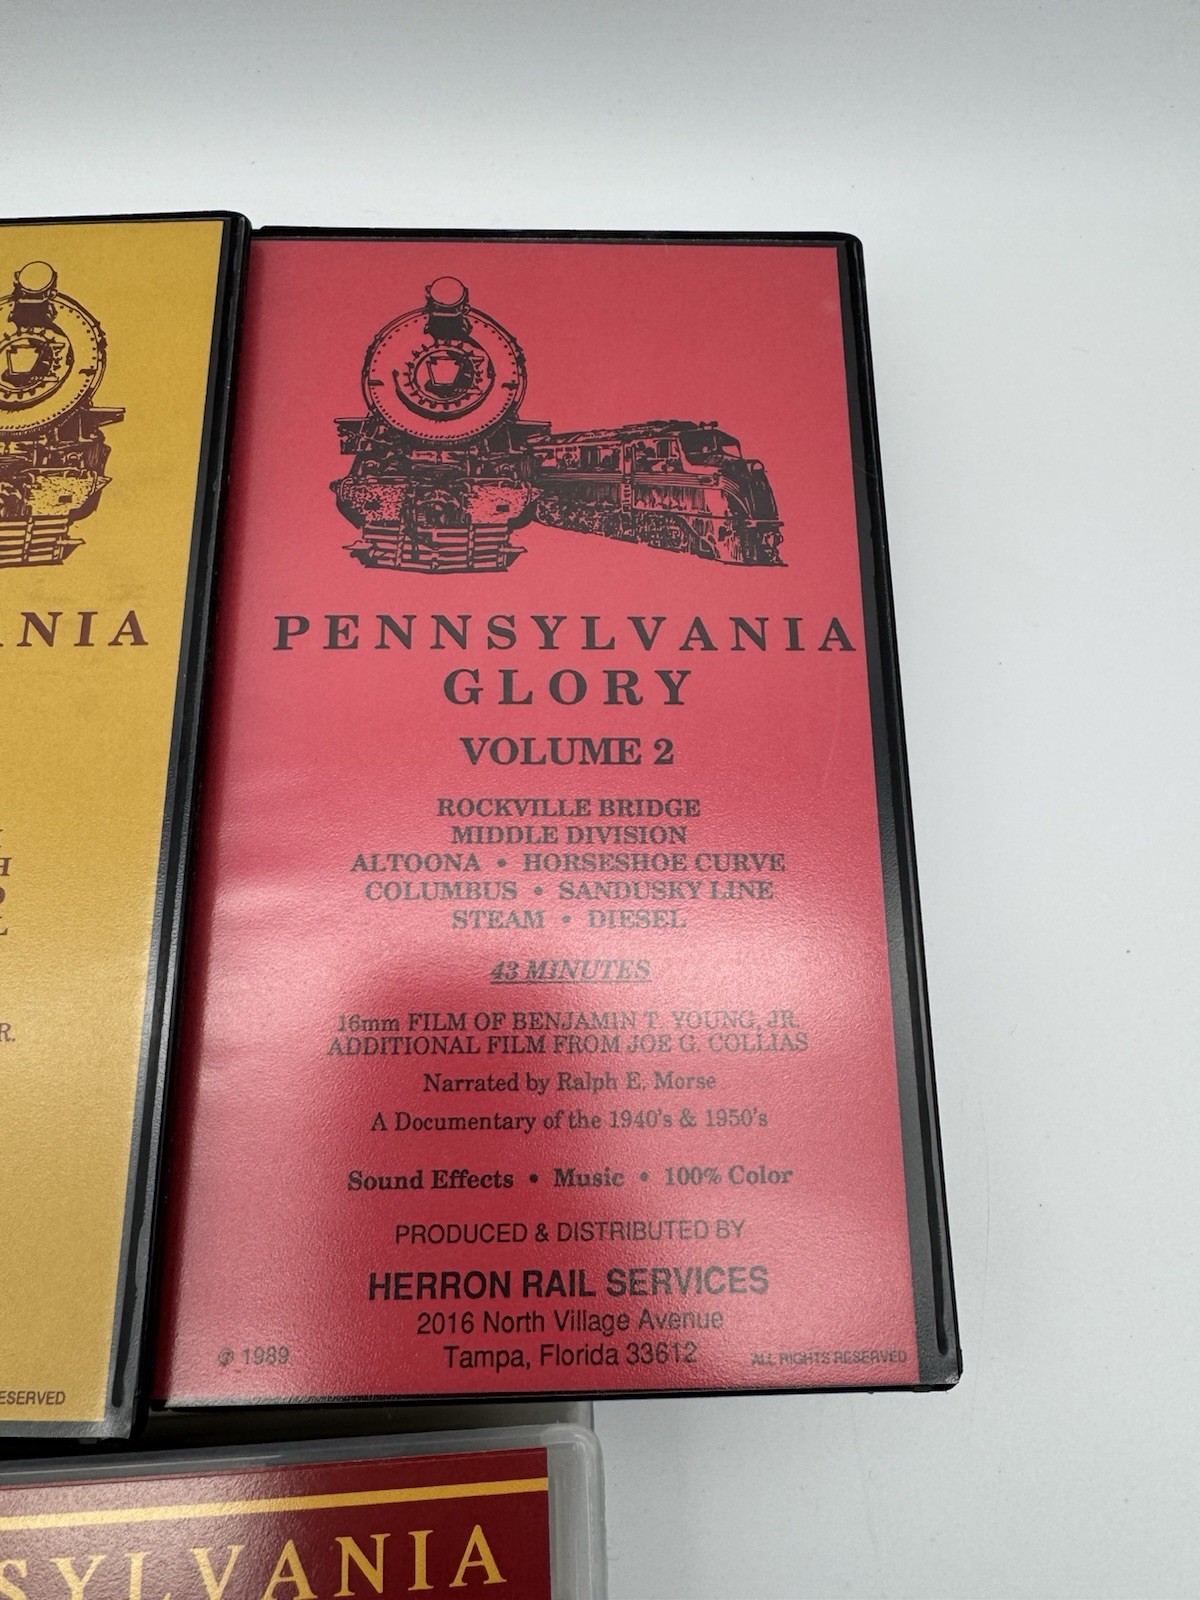 ANIA
H
R.
ESERVED
PENNSYLVANIA
GLORY
VOLUME 2
ROCKVILLE BRIDGE
MIDDLE DIVISION
ALTOONA • HORSESHOE CURVE
COLUMBUS • SANDUSKY LINE
STEAM • DIESEL
43 MINUTES
16mm FILM OF BENJAMIN T. YOUNG, JR.
ADDITIONAL FILM FROM JOE G. COLLIAS
Narrated by Ralph E. Morse
A Documentary of the 1940's & 1950's
Sound Effects • Music • 100% Color
PRODUCED & DISTRIBUTED BY
HERRON RAIL SERVICES
2016 North Village Avenue
Tampa, Florida 33612
℗ 1989
ALL RIGHTS RESERVED
SYLVANIA